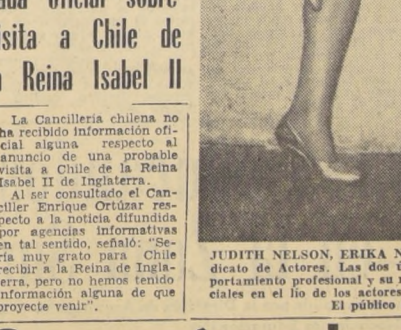 ada oficial sobre
isita a Chile de
a Reina Isabel II
La Cancillería chilena no
ha recibido información ofi-
cial alguna respecto al
anuncio de una probable
visita a Chile de la Reina
Isabel II de Inglaterra.
Al ser consultado el Can-
ciller Enrique Ortúzar res-
pecto a la noticia difundida
por agencias informativas
en tal sentido, señaló: "Se-
ría muy grato para Chile
recibir a la Reina de Ingla-
terra, pero no hemos tenido
información alguna de que
proyecte venir".
JUDITH NELSON, ERIKA N
dicato de Actores. Las dos ú
portamiento profesional y su
ciales en el lío de los actores
El público